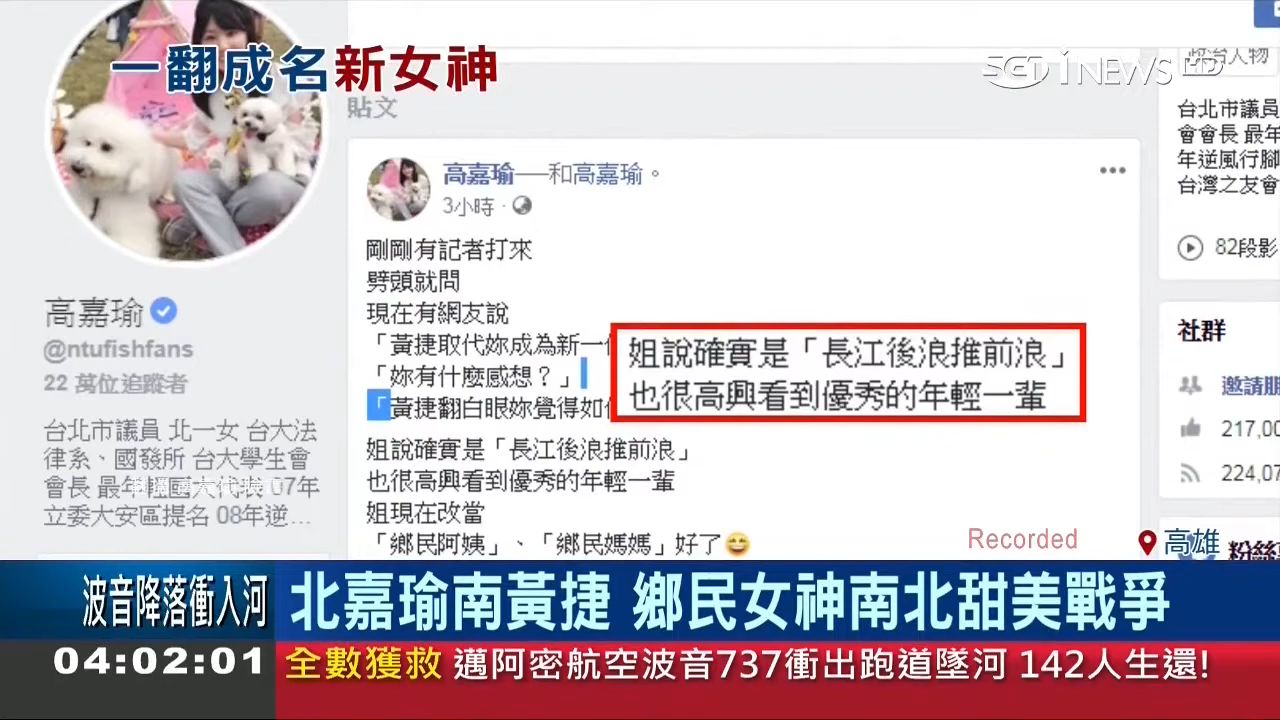 一翻成名新女神
SET iNEWS HD
政治人物
貼文
高嘉瑜──和高嘉瑜。
3小時
剛剛有記者打來
劈頭就問
現在有網友說
「黃捷取代妳成為新一
「妳有什麼感想？」
「黃捷翻白眼妳覺得如
姐說確實是「長江後浪推前浪」
也很高興看到優秀的年輕一輩
姐說確實是「長江後浪推前浪」
也很高興看到優秀的年輕一輩
姐現在改當
「鄉民阿姨」、「鄉民媽媽」好了
高嘉瑜
@ntufishfans
22 萬位追蹤者
台北市議員 北一女 台大法
律系、國發所 台大學生會
會長 最年 07年
立委大安區提名 08年逆...
台北市議員
會會長 最年
年逆風行腳
台灣之友會
82段影
社群
邀請朋
217,00
224,07
粉絲
Recorded
高雄
波音降落衝入河
北嘉瑜南黃捷 鄉民女神南北甜美戰爭
04:02:01
全數獲救 邁阿密航空波音737衝出跑道墜河 142人生還!